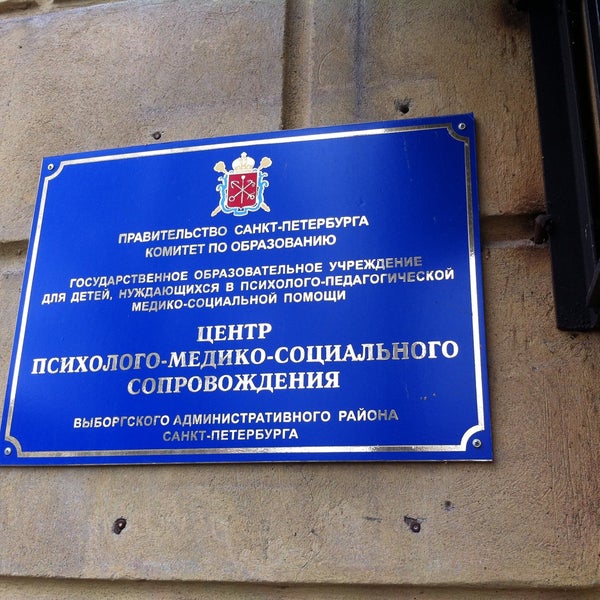 ПРАВИТЕЛЬСТВО САНКТ-ПЕТЕРБУРГА
КОМИТЕТ ПО ОБРАЗОВАНИЮ
ГОСУДАРСТВЕННОЕ ОБРАЗОВАТЕЛЬНОЕ УЧРЕЖДЕНИЕ
ДЛЯ ДЕТЕЙ, НУЖДАЮЩИХСЯ В ПСИХОЛОГО-ПЕДАГОГИЧЕСКОЙ
МЕДИКО-СОЦИАЛЬНОЙ ПОМОЩИ
ЦЕНТР
ПСИХОЛОГО-МЕДИКО-СОЦИАЛЬНОГО
СОПРОВОЖДЕНИЯ
ВЫБОРГСКОГО АДМИНИСТРАТИВНОГО РАЙОНА
САНКТ-ПЕТЕРБУРГА